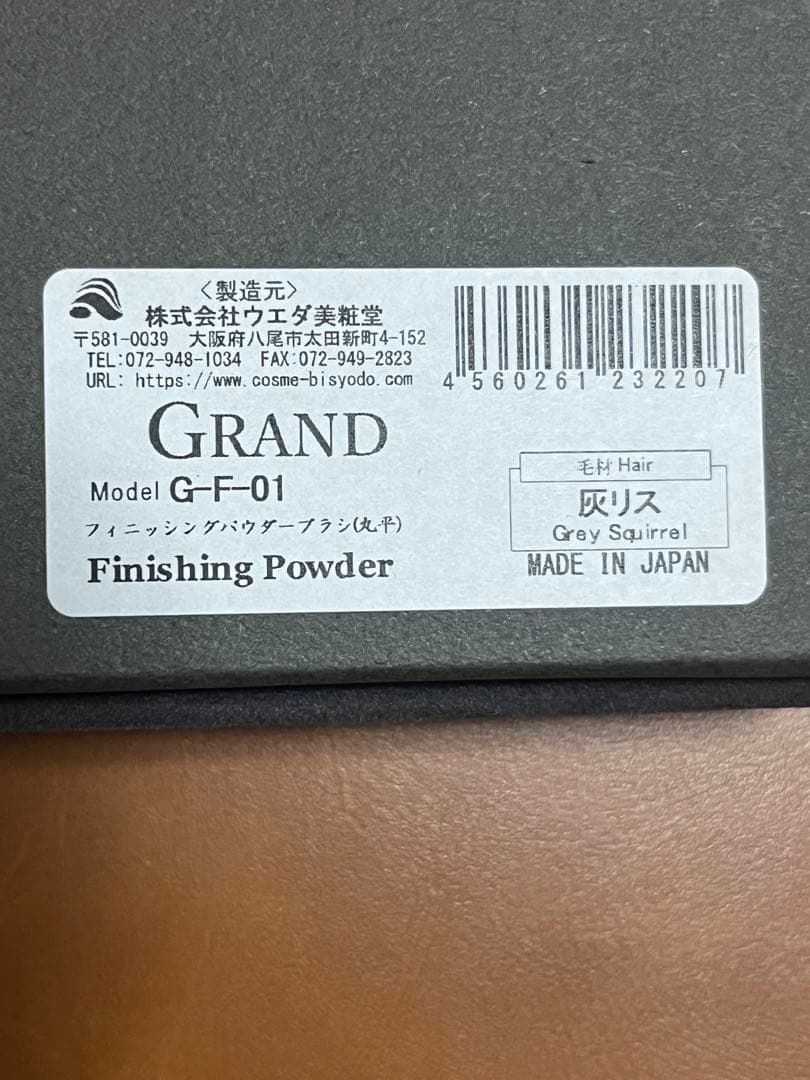 〈製造元〉
株式会社ウエダ美粧堂
〒581-0039 大阪府八尾市太田新町4-152
TEL:072-948-1034 FAX:072-949-2823
URL: https://www.cosme-bisyodo.com
4 560261 232207
GRAND
Model G-F-01
フィニッシングパウダーブラシ(丸平)
Finishing Powder
毛材 Hair
灰リス
Grey Squirrel
MADE IN JAPAN